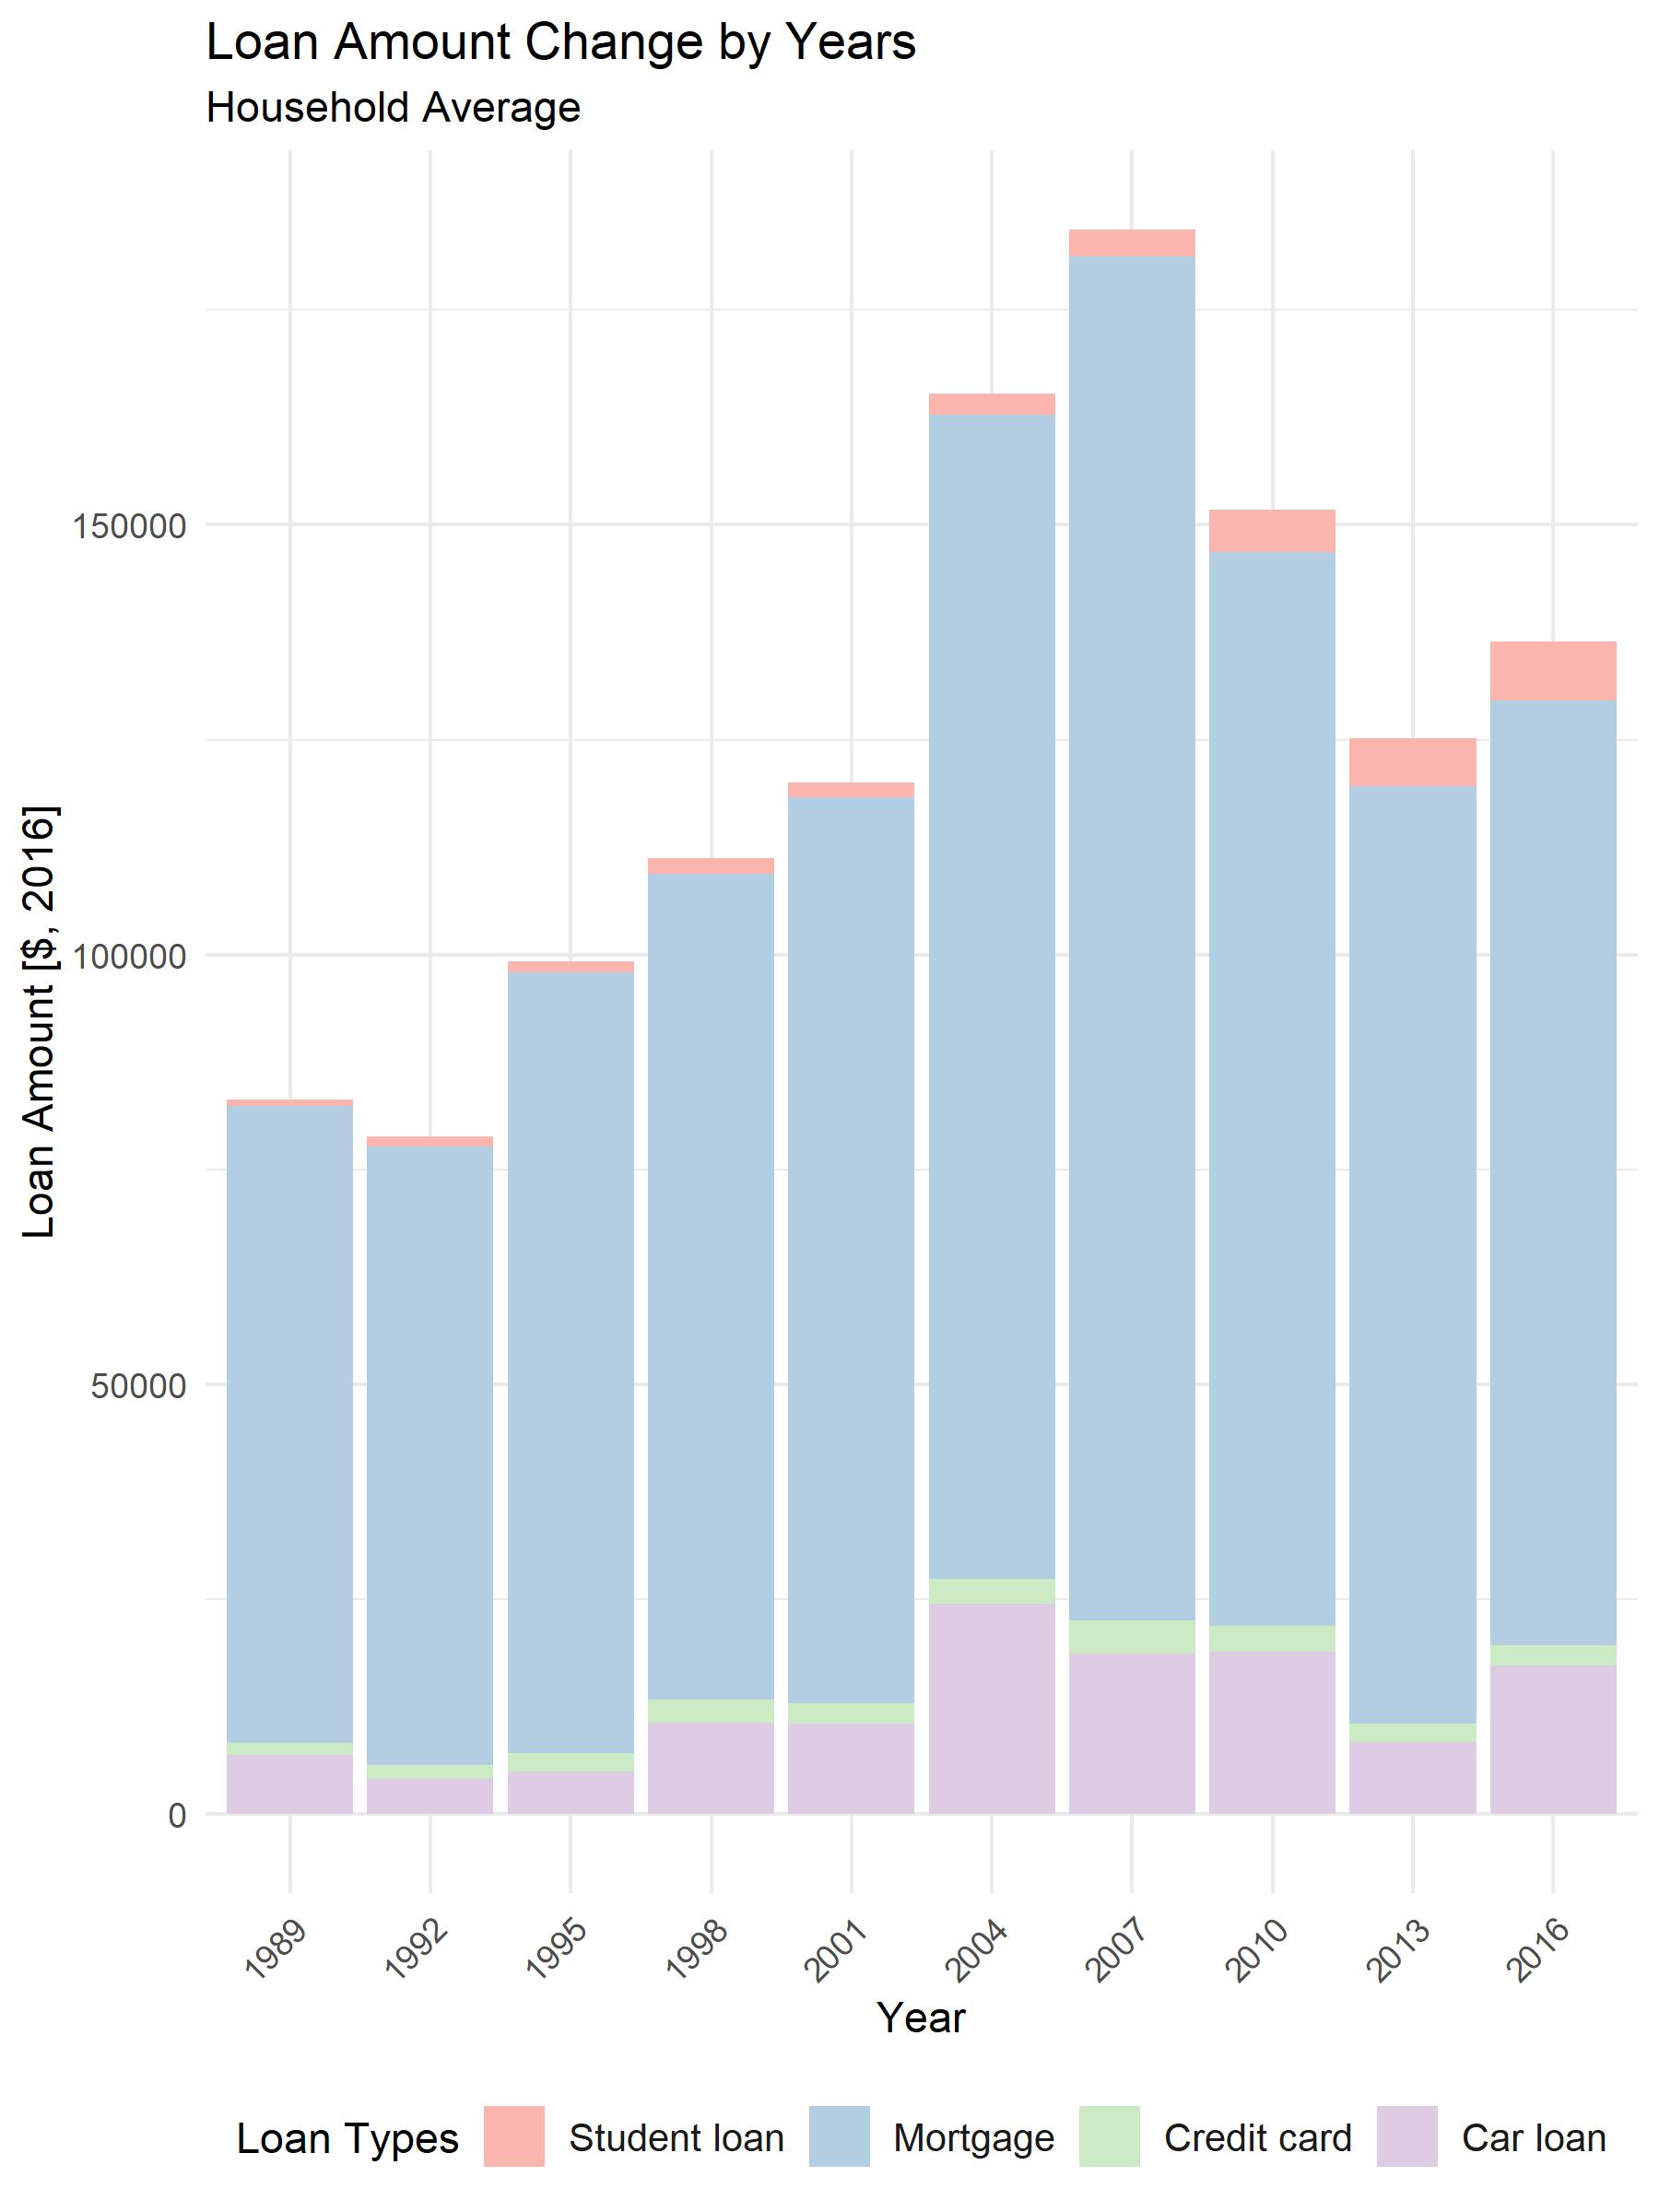 Loan Amount Change by Years
Household Average
Loan Amount [$, 2016]
150000
100000
50000
0
1989
1992
1995
1998
2001
2004
2007
2010
2013
2016
Year
Loan Types
Student loan
Mortgage
Credit card
Car loan